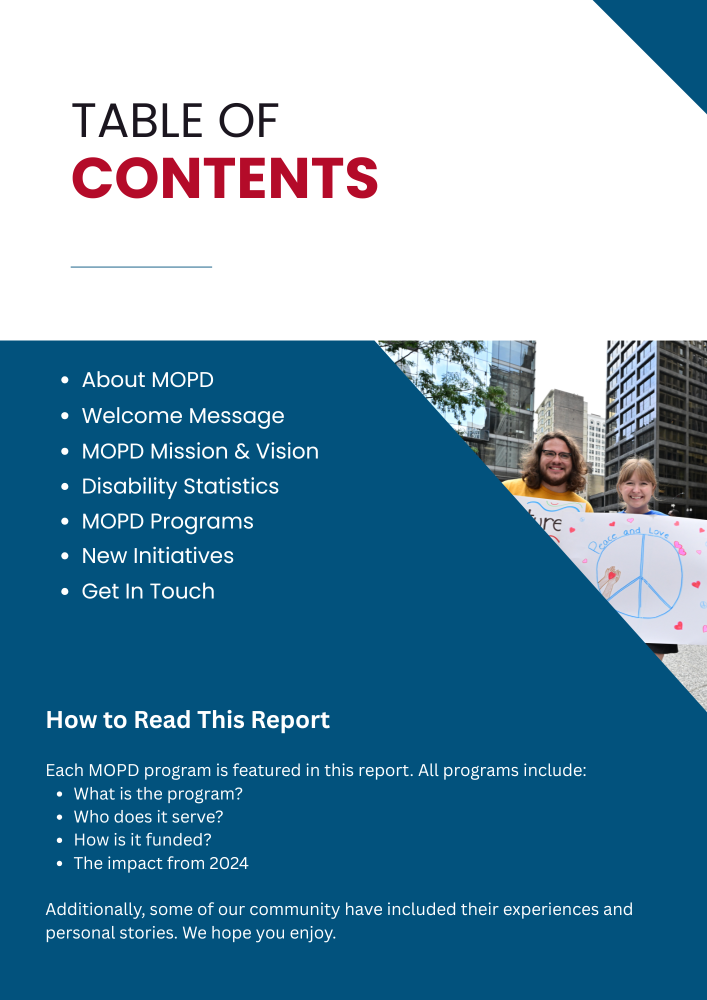 TABLE OF
CONTENTS
• About MOPD
• Welcome Message
• MOPD Mission & Vision
• Disability Statistics
• MOPD Programs
• New Initiatives
• Get In Touch
ture
Peace and Love
How to Read This Report
Each MOPD program is featured in this report. All programs include:
• What is the program?
• Who does it serve?
• How is it funded?
• The impact from 2024
Additionally, some of our community have included their experiences and
personal stories. We hope you enjoy.